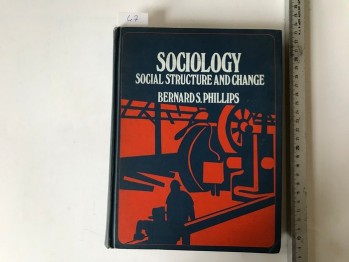 SOCIOLOGY
SOCIAL STRUCTURE AND CHANGE
BERNARD S. PHILLIPS